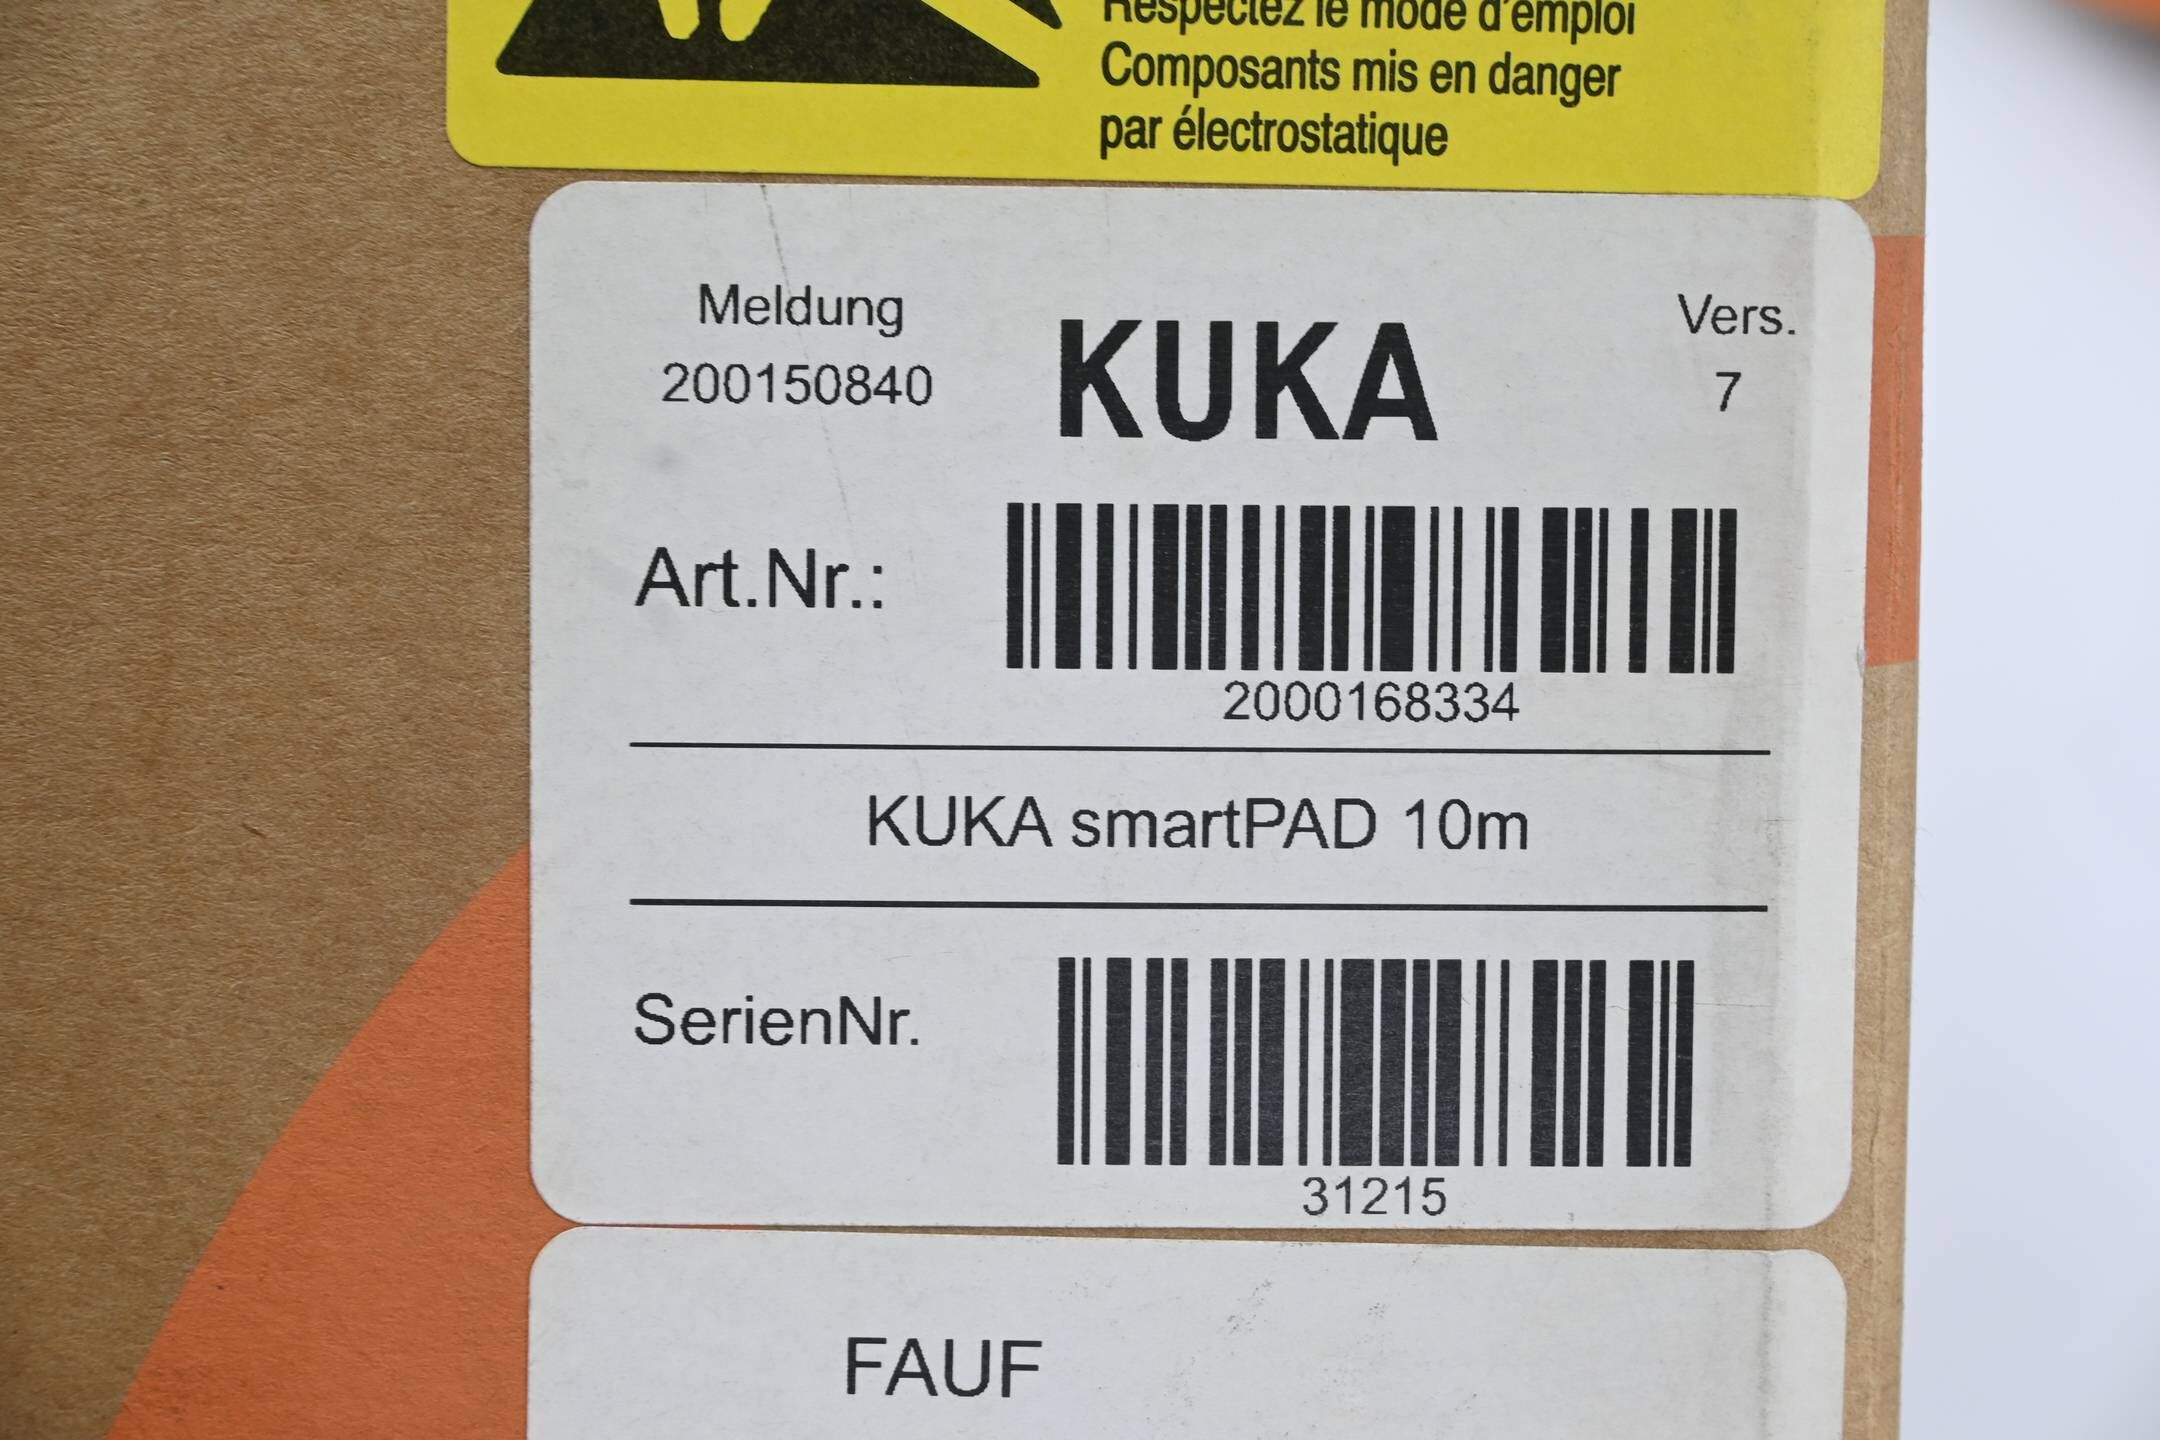 Respectez le mode d'emploi
Composants mis en danger
par électrostatique
Meldung
200150840
KUKA
Vers.
7
Art.Nr.:
2000168334
KUKA smartPAD 10m
SerienNr.
31215
FAUF